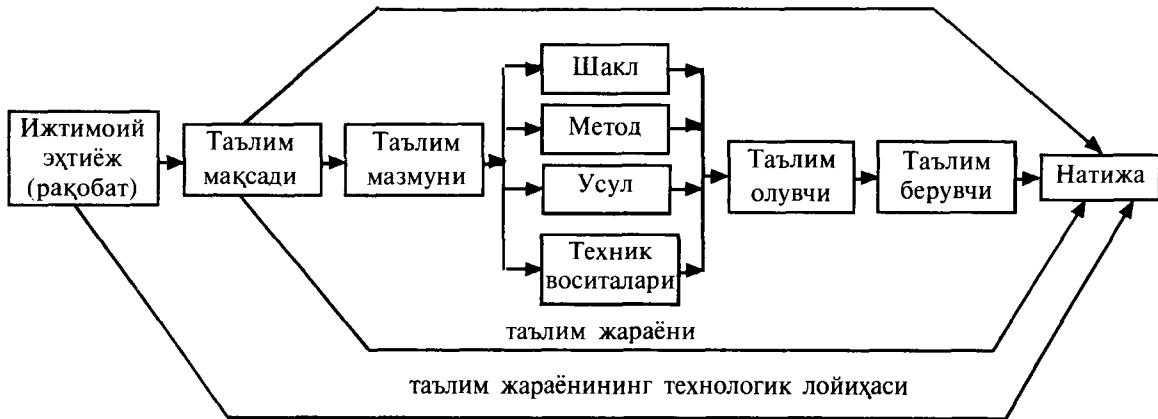 Ижтимоий
эҳтиёж
(рақобат)
Таълим
мақсади
Таълим
мазмуни
Шакл
Метод
Усул
Техник
воситалари
Таълим
олувчи
Таълим
берувчи
Натижа
таълим жараёни
таълим жараёнининг технологик лойиҳаси